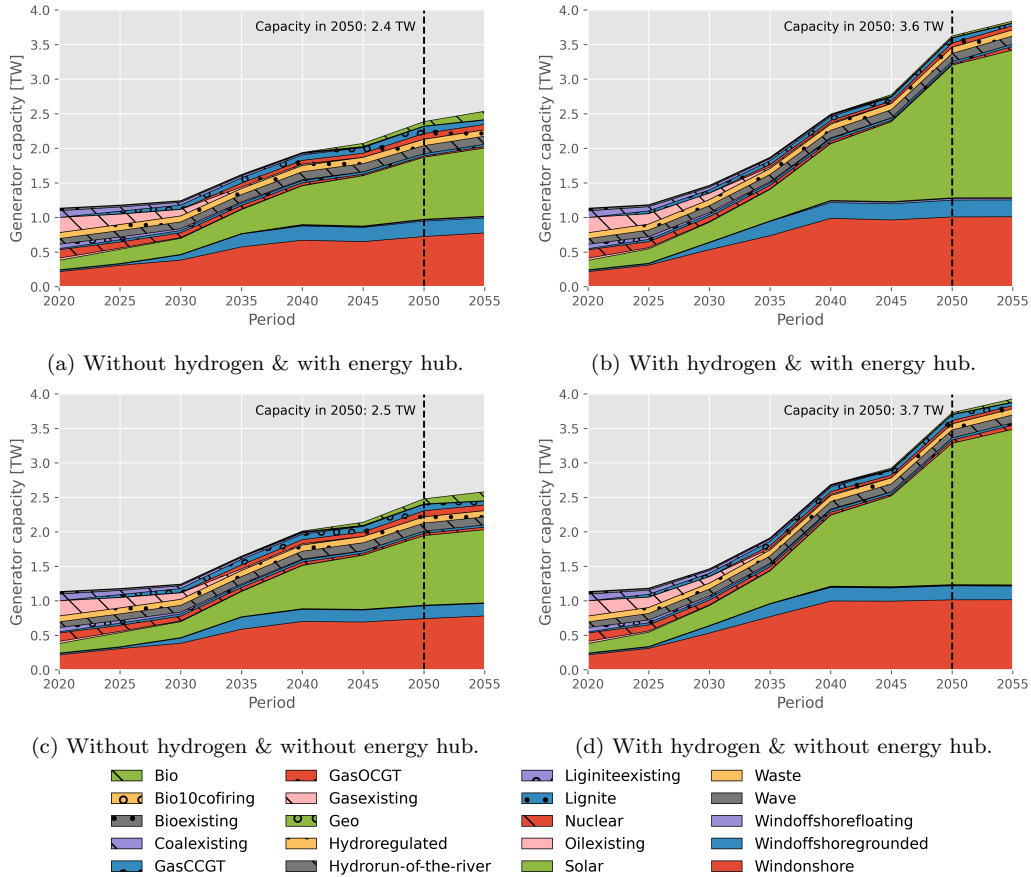 Capacity in 2050: 2.4 TW
Generator capacity [TW]
4.0
3.5
3.0
2.5
2.0
1.5
1.0
0.5
0.0
2020 2025 2030 2035 2040 2045 2050 2055
Period
(a) Without hydrogen & with energy hub.
Capacity in 2050: 3.6 TW
Generator capacity [TW]
4.0
3.5
3.0
2.5
2.0
1.5
1.0
0.5
0.0
2020 2025 2030 2035 2040 2045 2050 2055
Period
(b) With hydrogen & with energy hub.
Capacity in 2050: 2.5 TW
Generator capacity [TW]
4.0
3.5
3.0
2.5
2.0
1.5
1.0
0.5
0.0
2020 2025 2030 2035 2040 2045 2050 2055
Period
(c) Without hydrogen & without energy hub.
Capacity in 2050: 3.7 TW
Generator capacity [TW]
4.0
3.5
3.0
2.5
2.0
1.5
1.0
0.5
0.0
2020 2025 2030 2035 2040 2045 2050 2055
Period
(d) With hydrogen & without energy hub.
Bio
Bio10cofiring
Bioexisting
Coalexisting
GasCCGT
GasOCGT
Gasexisting
Geo
Hydroregulated
Hydrorun-of-the-river
Liginiteexisting
Lignite
Nuclear
Oilexisting
Solar
Waste
Wave
Windoffshorefloating
Windoffshoregrounded
Windonshore